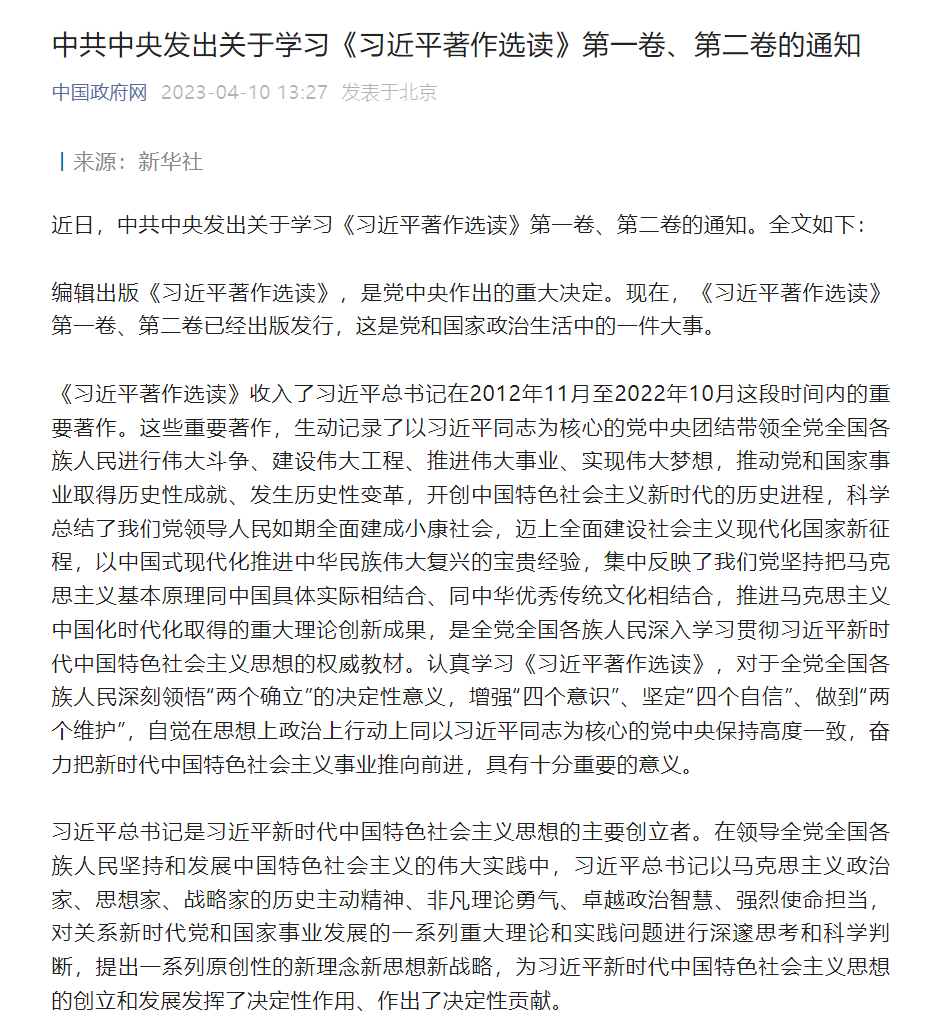 中共中央发出关于学习《习近平著作选读》第一卷、第二卷的通知
中国政府网 2023-04-10 13:27 发表于北京
丨来源：新华社
近日，中共中央发出关于学习《习近平著作选读》第一卷、第二卷的通知。全文如下：
编辑出版《习近平著作选读》，是党中央作出的重大决定。现在，《习近平著作选读》
第一卷、第二卷已经出版发行，这是党和国家政治生活中的一件大事。
《习近平著作选读》收入了习近平总书记在2012年11月至2022年10月这段时间内的重
要著作。这些重要著作，生动记录了以习近平同志为核心的党中央团结带领全党全国各
族人民进行伟大斗争、建设伟大工程、推进伟大事业、实现伟大梦想，推动党和国家事
业取得历史性成就、发生历史性变革，开创中国特色社会主义新时代的历史进程，科学
总结了我们党领导人民如期全面建成小康社会，迈上全面建设社会主义现代化国家新征
程，以中国式现代化推进中华民族伟大复兴的宝贵经验，集中反映了我们党坚持把马克
思主义基本原理同中国具体实际相结合、同中华优秀传统文化相结合，推进马克思主义
中国化时代化取得的重大理论创新成果，是全党全国各族人民深入学习贯彻习近平新时
代中国特色社会主义思想的权威教材。认真学习《习近平著作选读》，对于全党全国各
族人民深刻领悟“两个确立”的决定性意义，增强“四个意识”、坚定“四个自信”、做到“两
个维护”，自觉在思想上政治上行动上同以习近平同志为核心的党中央保持高度一致，奋
力把新时代中国特色社会主义事业推向前进，具有十分重要的意义。
习近平总书记是习近平新时代中国特色社会主义思想的主要创立者。在领导全党全国各
族人民坚持和发展中国特色社会主义的伟大实践中，习近平总书记以马克思主义政治
家、思想家、战略家的历史主动精神、非凡理论勇气、卓越政治智慧、强烈使命担当，
对关系新时代党和国家事业发展的一系列重大理论和实践问题进行深邃思考和科学判
断，提出一系列原创性的新理念新思想新战略，为习近平新时代中国特色社会主义思想
的创立和发展发挥了决定性作用、作出了决定性贡献。